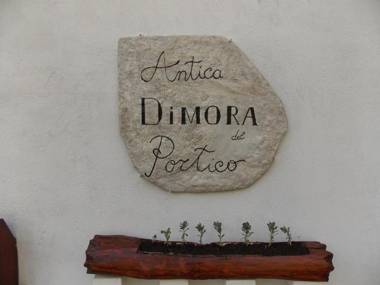 Antica
DiMORA
del
Portico